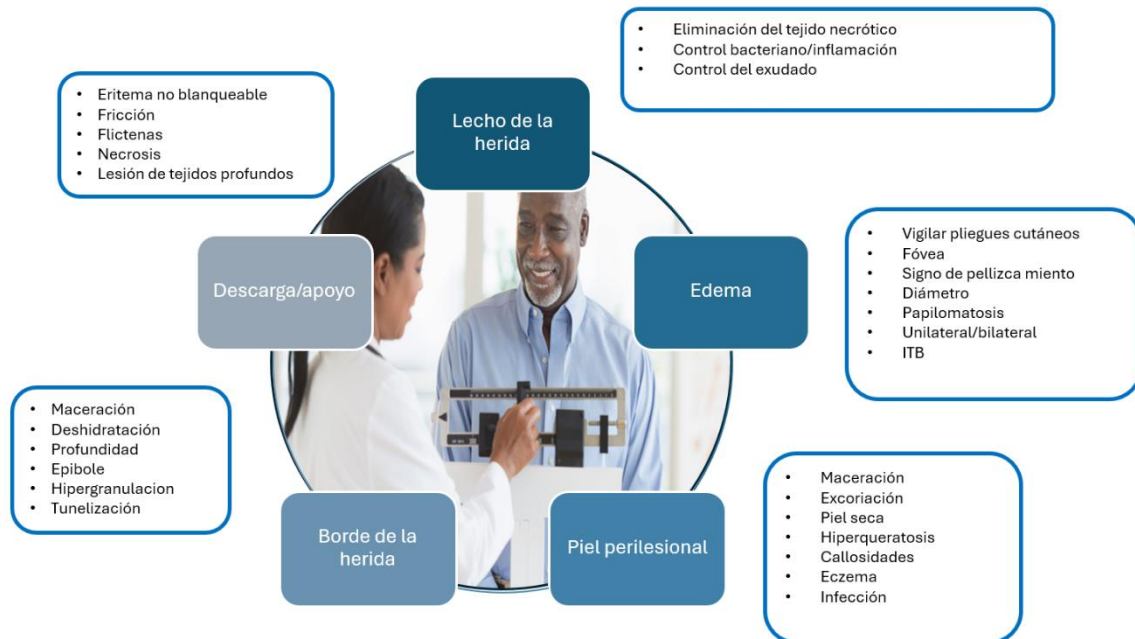 Eliminación del tejido necrótico
Control bacteriano/inflamación
Control del exudado
Lecho de la
herida
Eritema no blanqueable
Fricción
Flictenas
Necrosis
Lesión de tejidos profundos
Descarga/apoyo
Edema
Vigilar pliegues cutáneos
Fóvea
Signo de pellizca miento
Diámetro
Papilomatosis
Unilateral/bilateral
ITB
Maceración
Deshidratación
Profundidad
Epibole
Hipergranulacion
Tunelización
Borde de la
herida
Piel perilesional
Maceración
Excoriación
Piel seca
Hiperqueratosis
Callosidades
Eczema
Infección